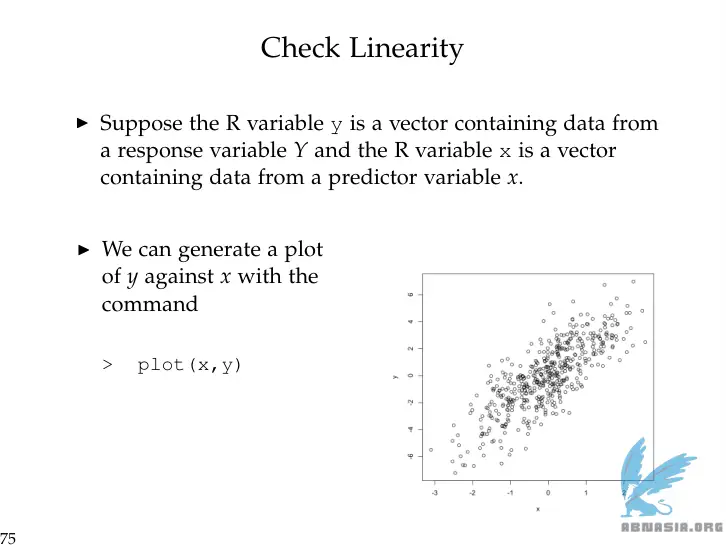 Check Linearity
▶ Suppose the R variable y is a vector containing data from
a response variable Y and the R variable x is a vector
containing data from a predictor variable x.
▶ We can generate a plot
of y against x with the
command
> plot(x,y)
6
4
2
0
-2
-4
-6
y
-3 -2 -1 0 1 2
x
ABNASIA.ORG
75